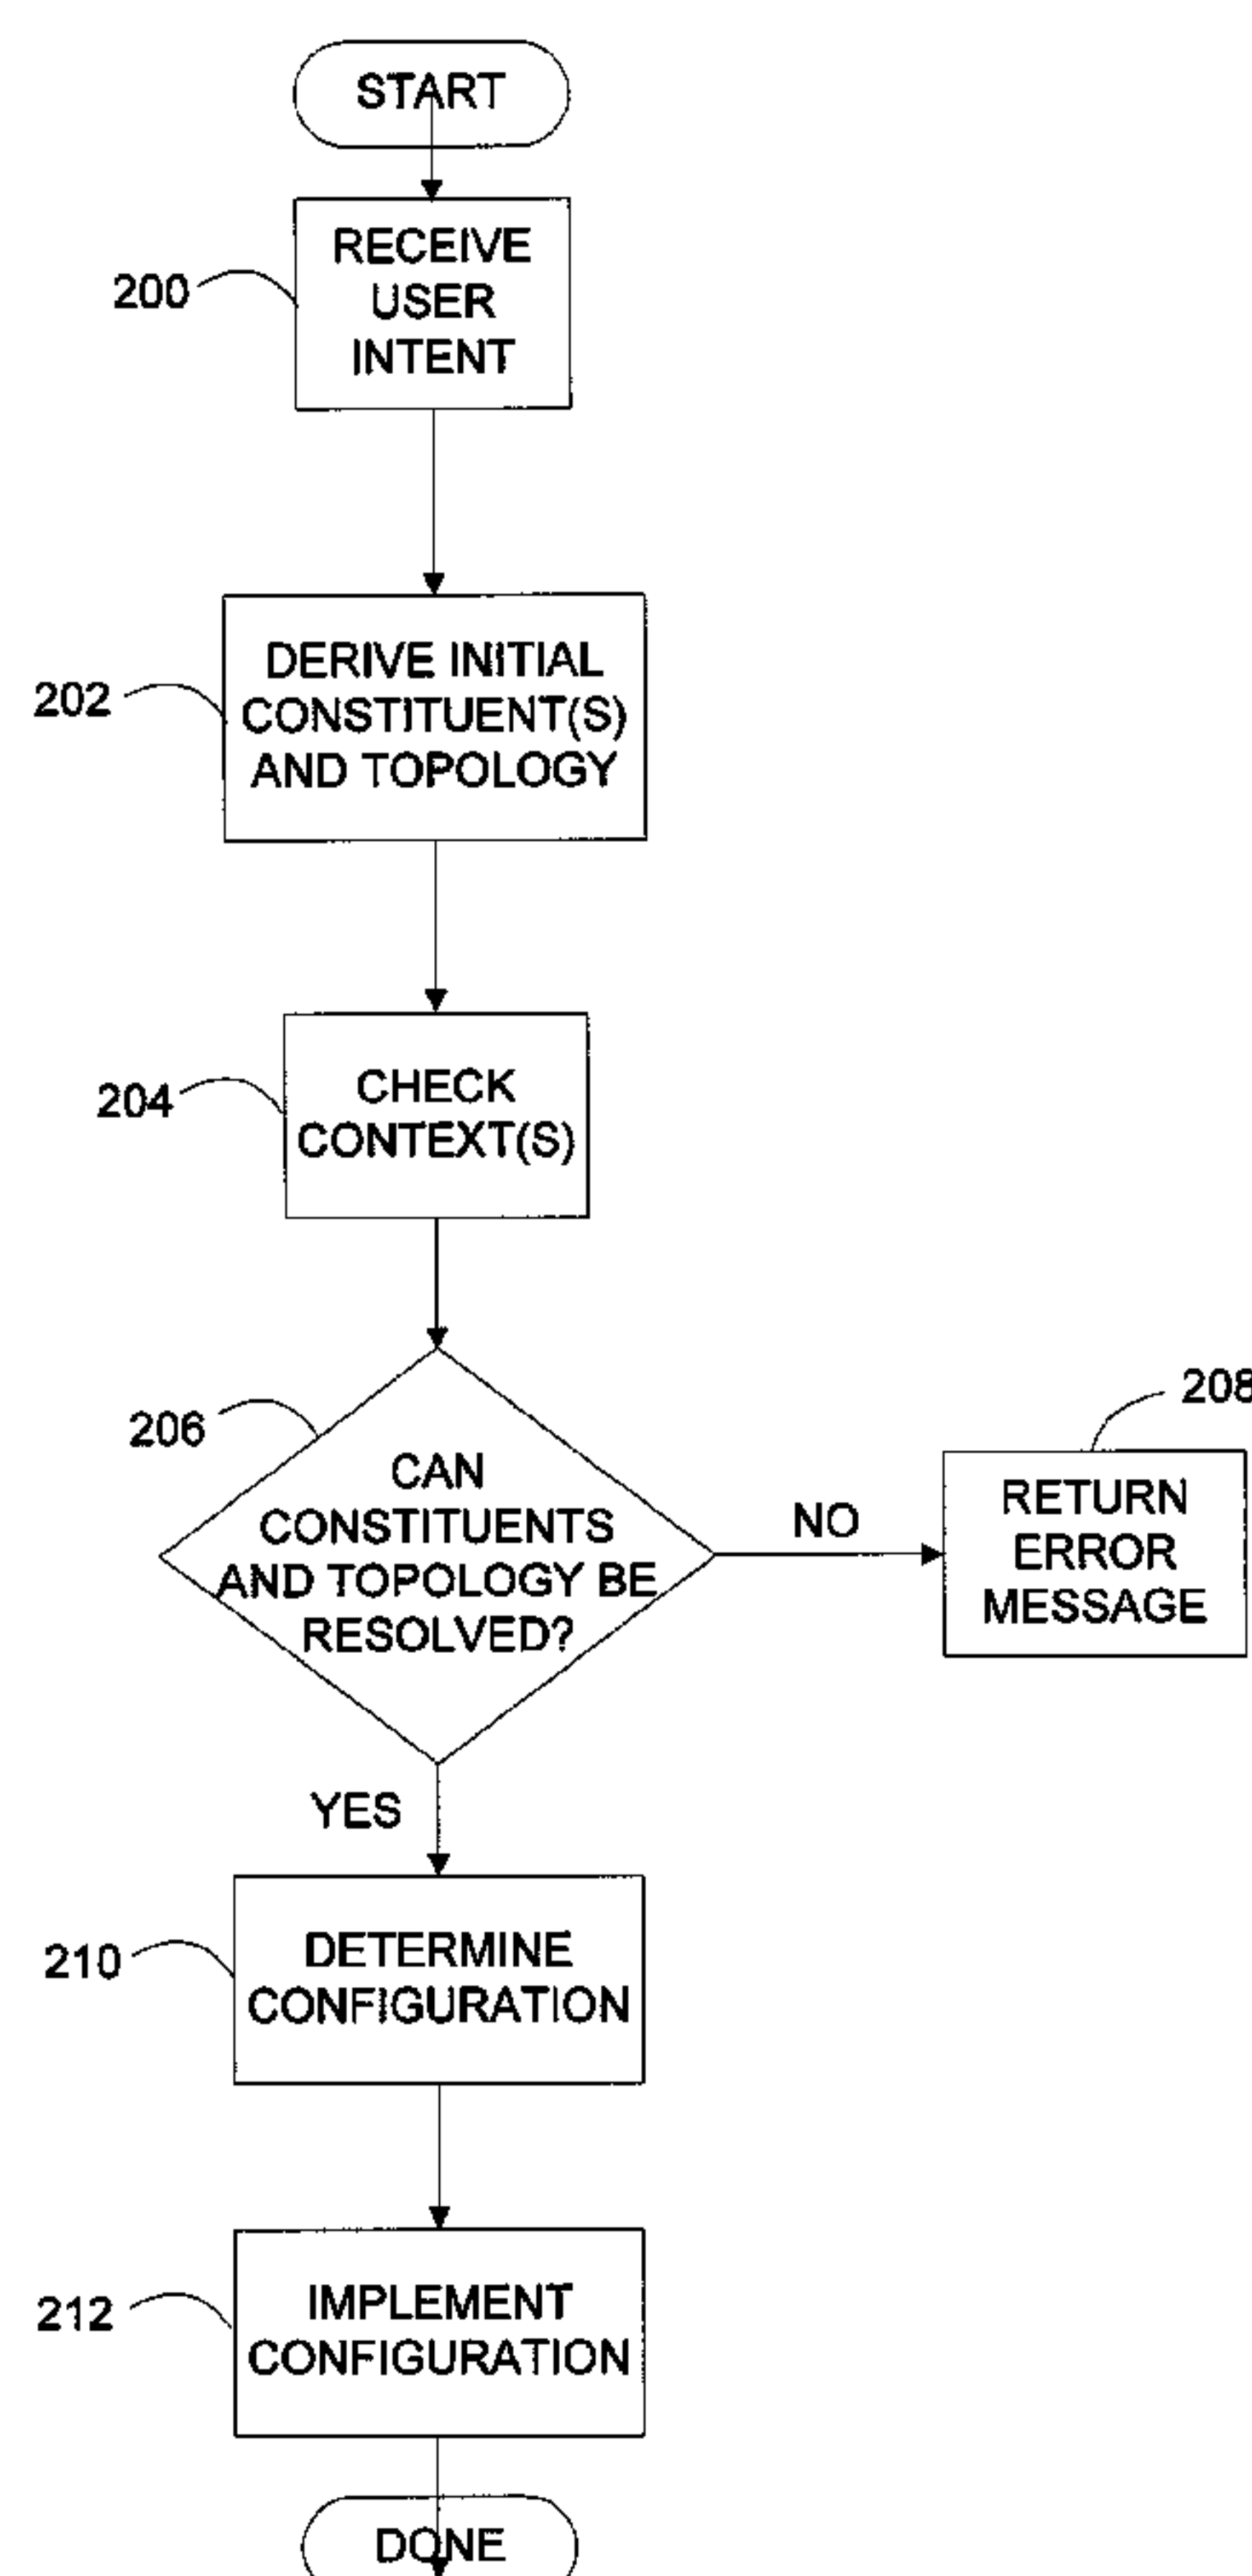 START
200
RECEIVE
USER
INTENT
202
DERIVE INITIAL
CONSTITUENT(S)
AND TOPOLOGY
204
CHECK
CONTEXT(S)
206
CAN
CONSTITUENTS
AND TOPOLOGY BE
RESOLVED?
NO
208
RETURN
ERROR
MESSAGE
YES
210
DETERMINE
CONFIGURATION
212
IMPLEMENT
CONFIGURATION
DONE